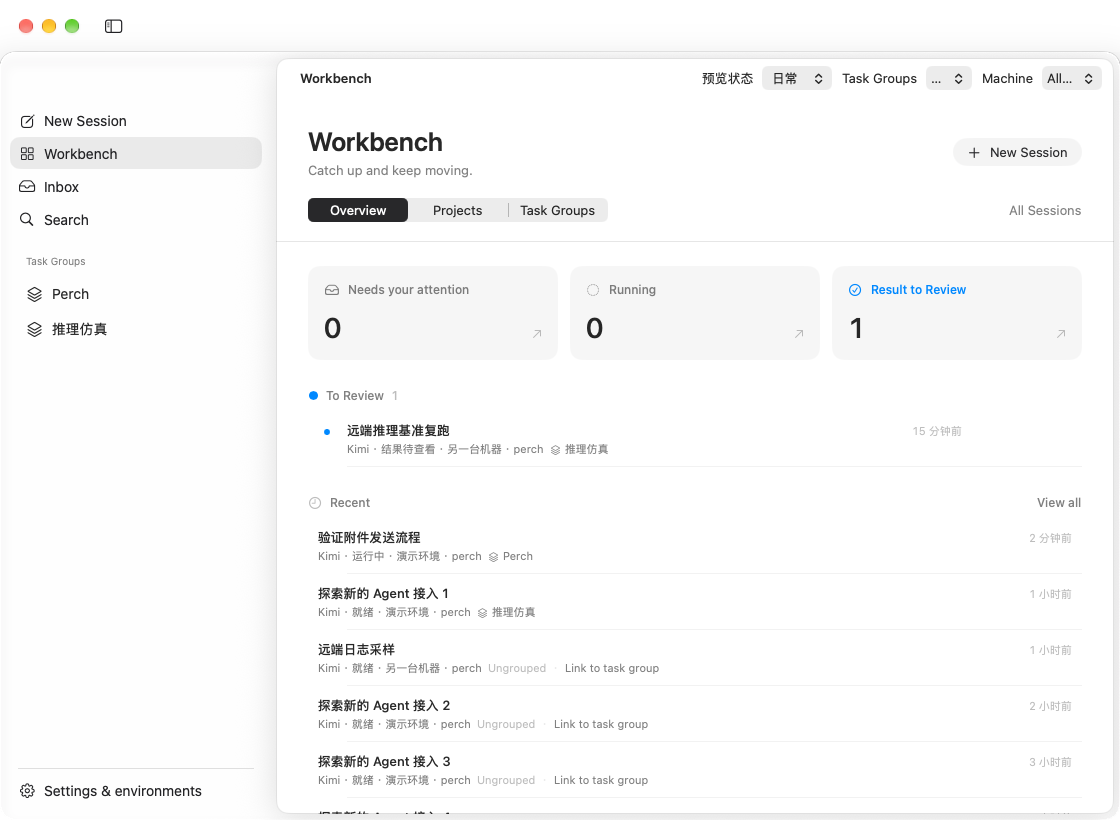 Workbench
预览状态 日常 Task Groups ... Machine All...
New Session
Workbench
Inbox
Search
Task Groups
Perch
推理仿真
Settings & environments
Workbench
Catch up and keep moving.
New Session
Overview Projects Task Groups
All Sessions
Needs your attention
0
Running
0
Result to Review
1
To Review 1
远端推理基准复跑
15 分钟前
Kimi · 结果待查看 · 另一台机器 · perch 推理仿真
Recent
View all
验证附件发送流程
2 分钟前
Kimi · 运行中 · 演示环境 · perch Perch
探索新的 Agent 接入 1
1 小时前
Kimi · 就绪 · 演示环境 · perch 推理仿真
远端日志采样
1 小时前
Kimi · 就绪 · 另一台机器 · perch Ungrouped · Link to task group
探索新的 Agent 接入 2
2 小时前
Kimi · 就绪 · 演示环境 · perch Ungrouped · Link to task group
探索新的 Agent 接入 3
3 小时前
Kimi · 就绪 · 演示环境 · perch Ungrouped · Link to task group